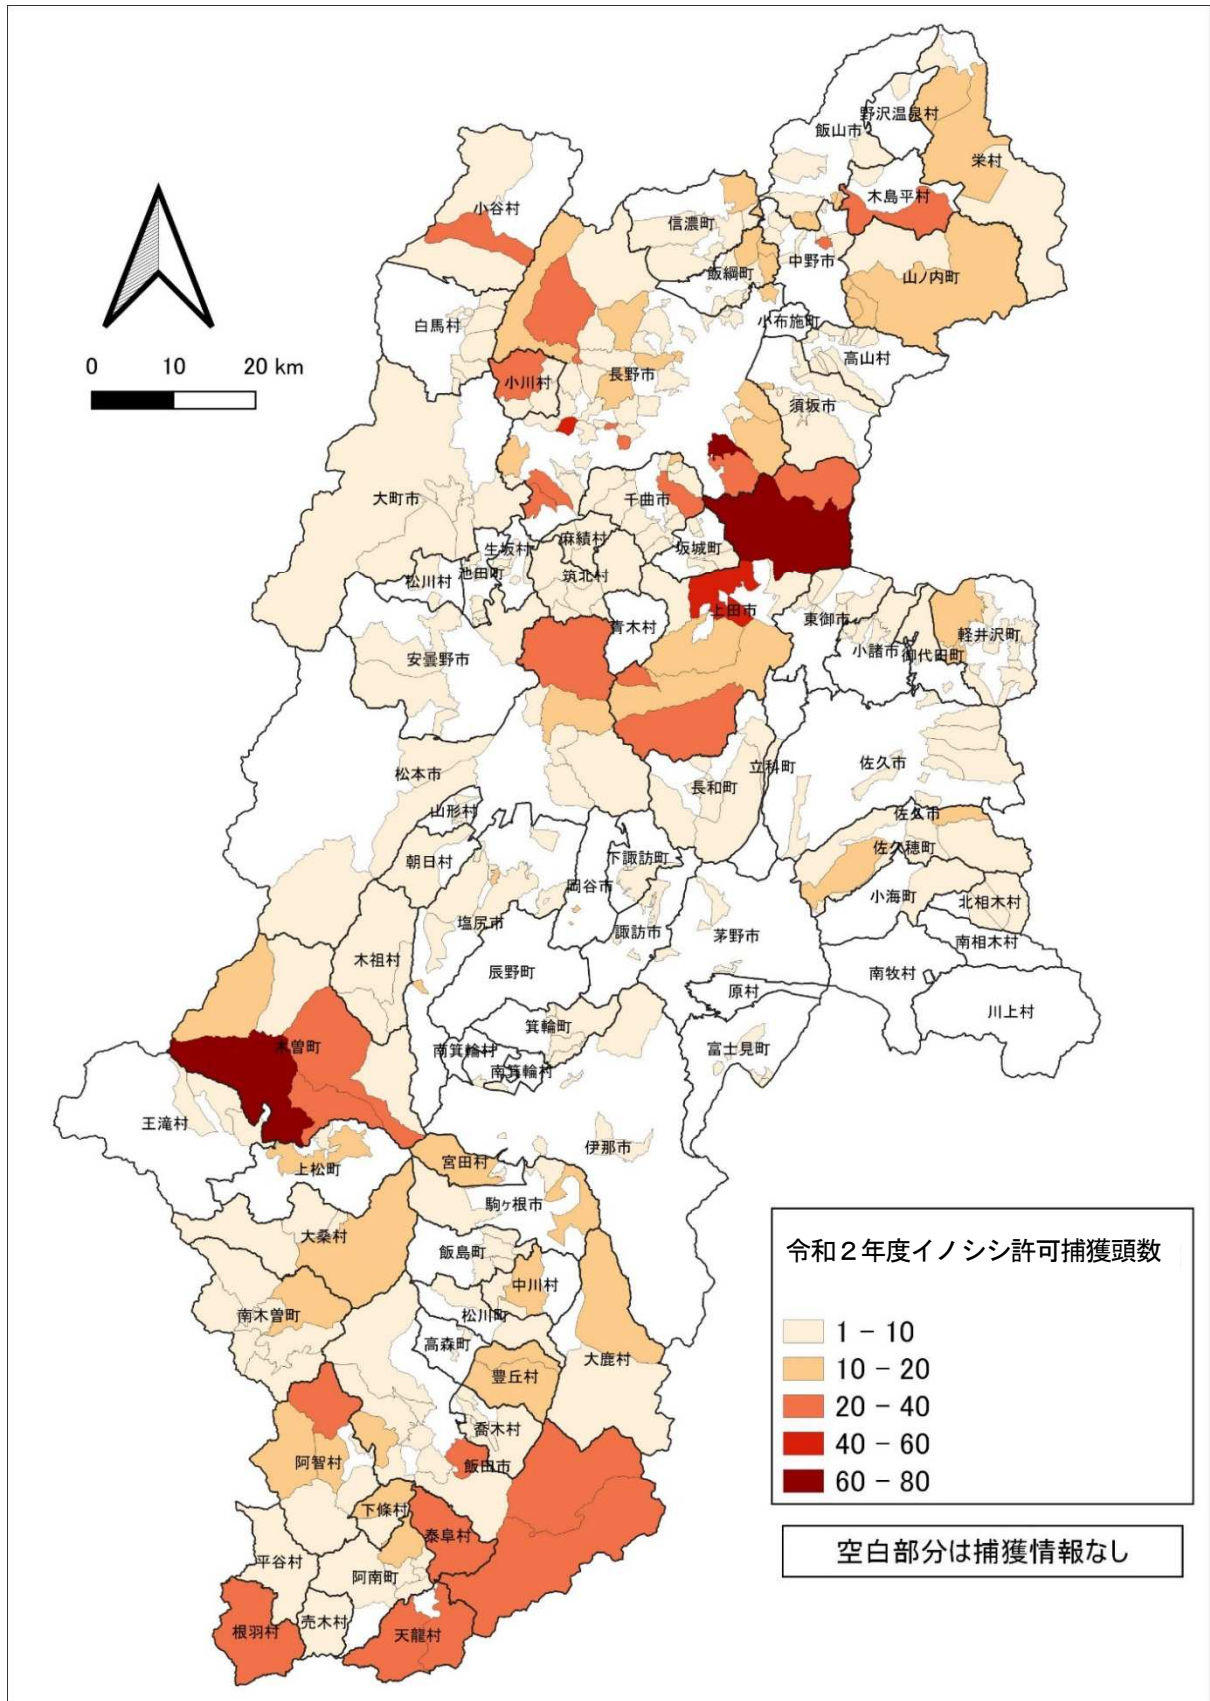 野沢温泉村
飯山市
栄村
木島平村
小谷村
信濃町
飯綱町
中野市
山ノ内町
白馬村
小布施町
高山村
0 10 20 km
小川村
長野市
須坂市
大町市
千曲市
生坂村
麻績村
坂城町
松川村
池田町
筑北村
上田市
青木村
東御市
軽井沢町
安曇野市
小諸市
御代田町
松本市
立科町
佐久市
長和町
山形村
佐久市
朝日村
下諏訪町
佐久穂町
岡谷市
小海町
北相木村
塩尻市
諏訪市
茅野市
南相木村
木祖村
辰野町
南牧村
原村
川上村
箕輪町
木曽町
南箕輪村
富士見町
南箕輪村
王滝村
伊那市
上松町
宮田村
駒ヶ根市
大桑村
飯島町
中川村
南木曽町
松川町
高森町
大鹿村
豊丘村
喬木村
阿智村
飯田市
下條村
泰阜村
平谷村
阿南町
売木村
根羽村
天龍村
令和2年度イノシシ許可捕獲頭数
1 - 10
10 - 20
20 - 40
40 - 60
60 - 80
空白部分は捕獲情報なし